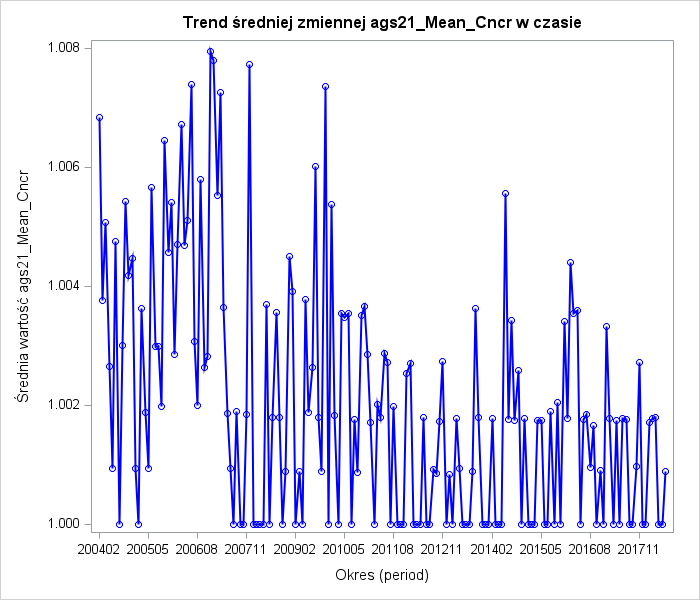 Trend średniej zmiennej ags21_Mean_Cncr w czasie
1.008
1.006
1.004
1.002
1.000
Średnia wartość ags21_Mean_Cncr
200402 200505 200608 200711 200902 201005 201108 201211 201402 201505 201608 201711
Okres (period)